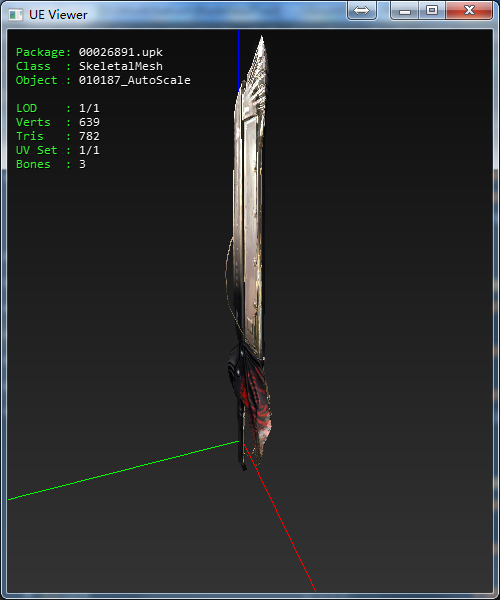 UE Viewer
Package: 00026891.upk
Class : SkeletalMesh
Object : 010187_AutoScale
LOD : 1/1
Verts : 639
Tris : 782
UV Set : 1/1
Bones : 3